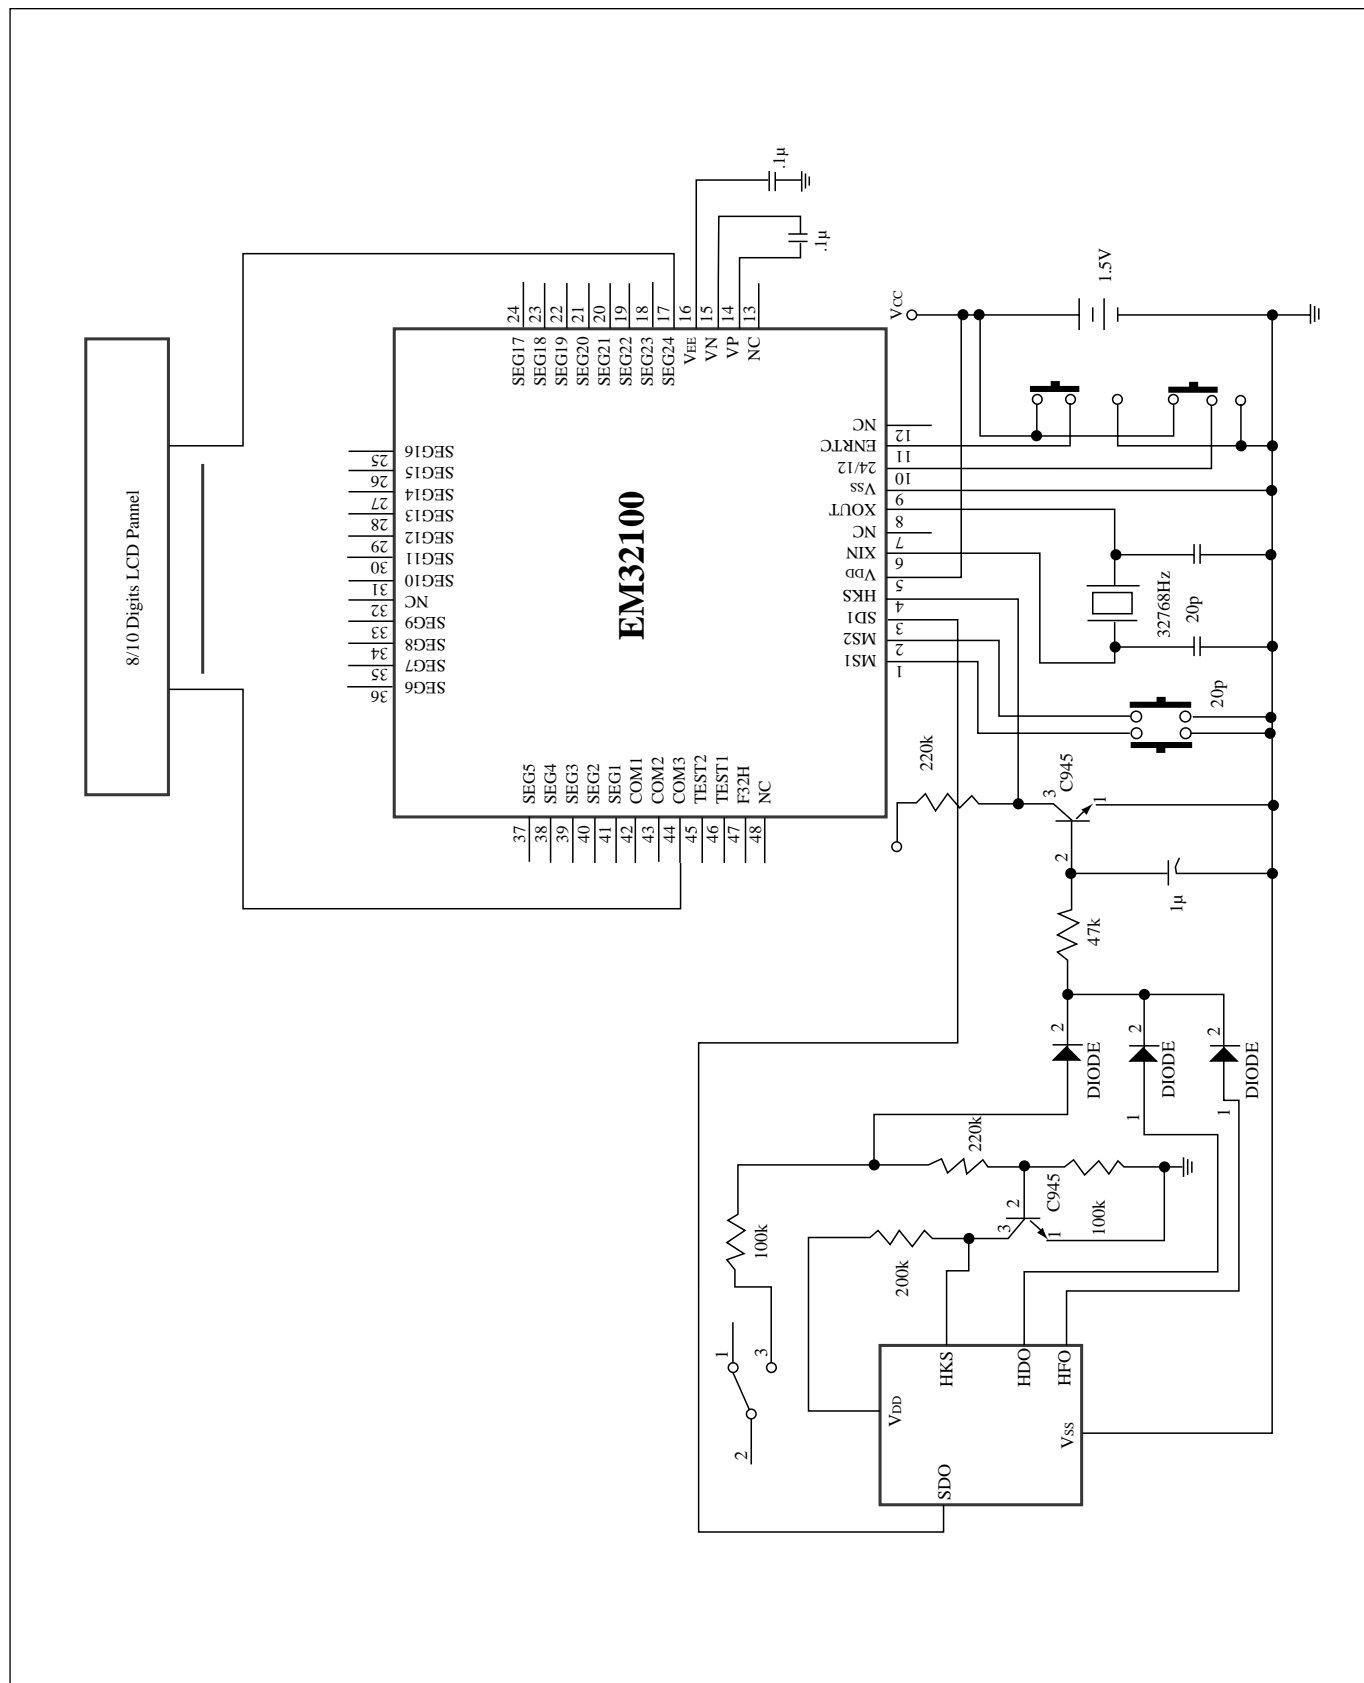 8/10 Digits LCD Pannel
EM32100
SEG17
SEG18
SEG19
SEG20
SEG21
SEG22
SEG23
SEG24
VEE
VN
VP
NC
24
23
22
21
20
19
18
17
16
15
14
13
.1μ
.1μ
SEG16
SEG15
SEG14
SEG13
SEG12
SEG11
SEG10
NC
SEG9
SEG8
SEG7
SEG6
25
26
27
28
29
30
31
32
33
34
35
36
NC
ENRTC
24/12
VSS
XOUT
NC
XIN
VDD
HKS
SD1
MS2
MS1
12
11
10
9
8
7
6
5
4
3
2
1
SEG5
SEG4
SEG3
SEG2
SEG1
COM1
COM2
COM3
TEST2
TEST1
F32H
NC
37
38
39
40
41
42
43
44
45
46
47
48
VCC
1.5V
32768Hz
20p
20p
220k
C945
3
1
2
1μ
47k
2
DIODE
2
DIODE
1
2
DIODE
1
220k
C945
2
3
1
100k
100k
200k
1
3
2
HKS
HDO
HFO
VDD
VSS
SDO